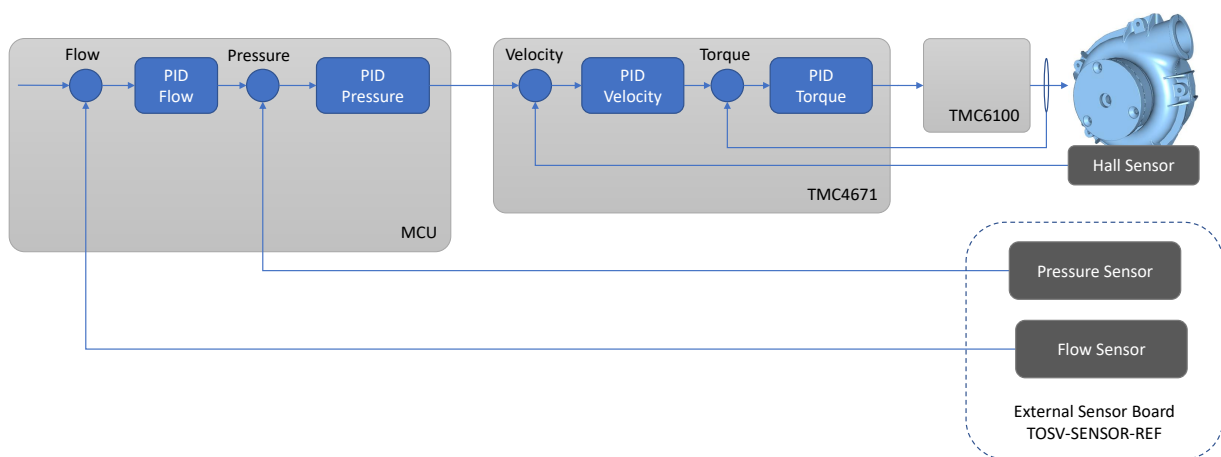 Flow
PID
Flow
Pressure
PID
Pressure
MCU
Velocity
PID
Velocity
Torque
PID
Torque
TMC4671
TMC6100
Hall Sensor
Pressure Sensor
Flow Sensor
External Sensor Board
TOSV-SENSOR-REF